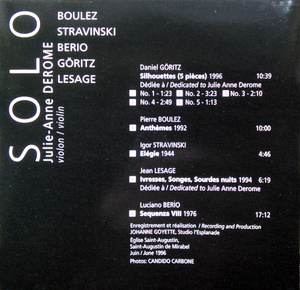 SOLO
Julie-Anne DEROME
violon / violin
BOULEZ
STRAVINSKI
BERIO
GÖRITZ
LESAGE
Daniel GÖRITZ
Silhouettes (5 pièces) 1996 10:39
Dédiée à / Dedicated to Julie Anne Derome
No. 1 - 1:23 No. 2 - 3:23 No. 3 - 2:10
No. 4 - 2:49 No. 5 - 1:13
Pierre BOULEZ
Anthèmes 1992 10:00
Igor STRAVINSKI
Elégie 1944 4:46
Jean LESAGE
Ivresses, Songes, Sourdes nuits 1994 6:19
Dédiée à / Dedicated to Julie Anne Derome
Luciano BERÍO
Sequenza VIII 1976 17:12
Enregistrement et réalisation / Recording and Production
JOHANNE GOYETTE, Studio l'Esplanade
Église Saint-Augustin,
Saint-Augustin de Mirabel
Juin / June 1996
Photos: CANDIDO CARBONE